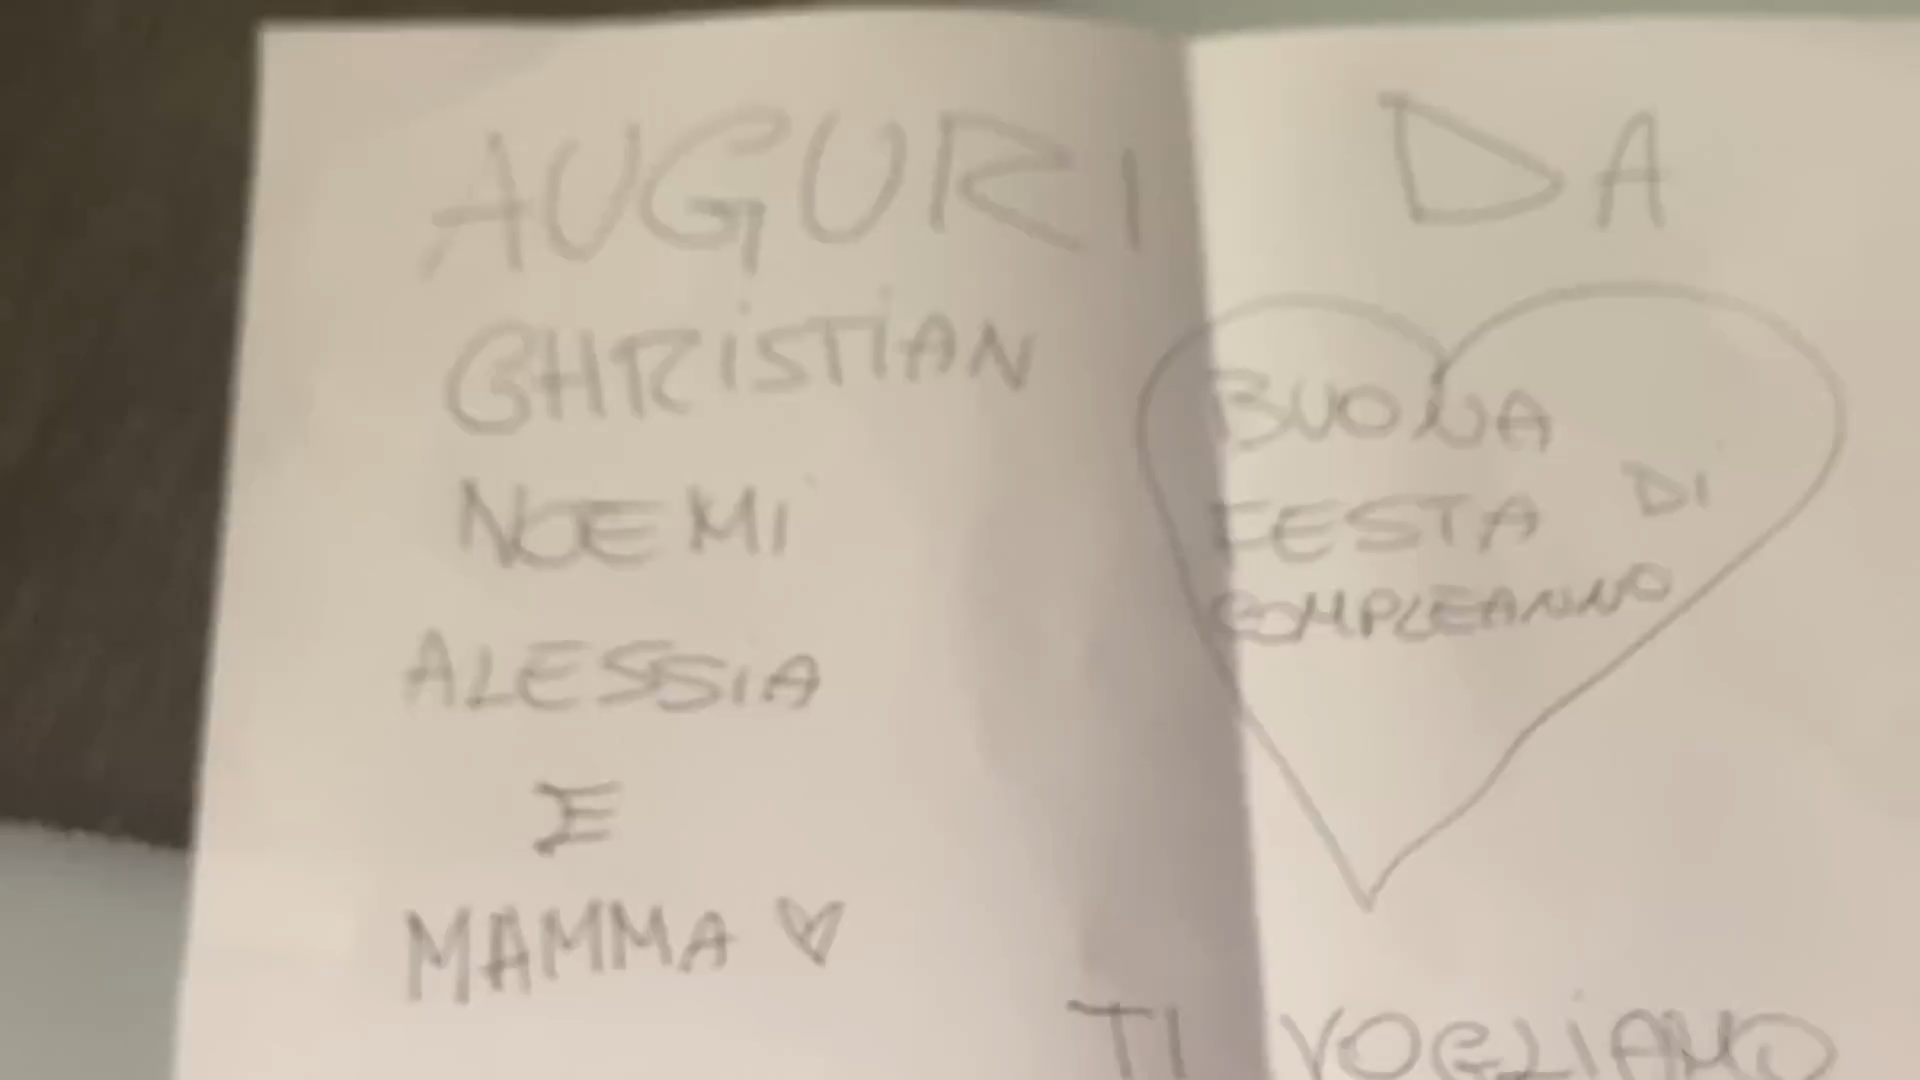 AUGURI DA
CHRISTIAN
NOEMI
ALESSIA
E
MAMMA
BUONA
FESTA DI
COMPLEANNO
TI VOGLIAMO